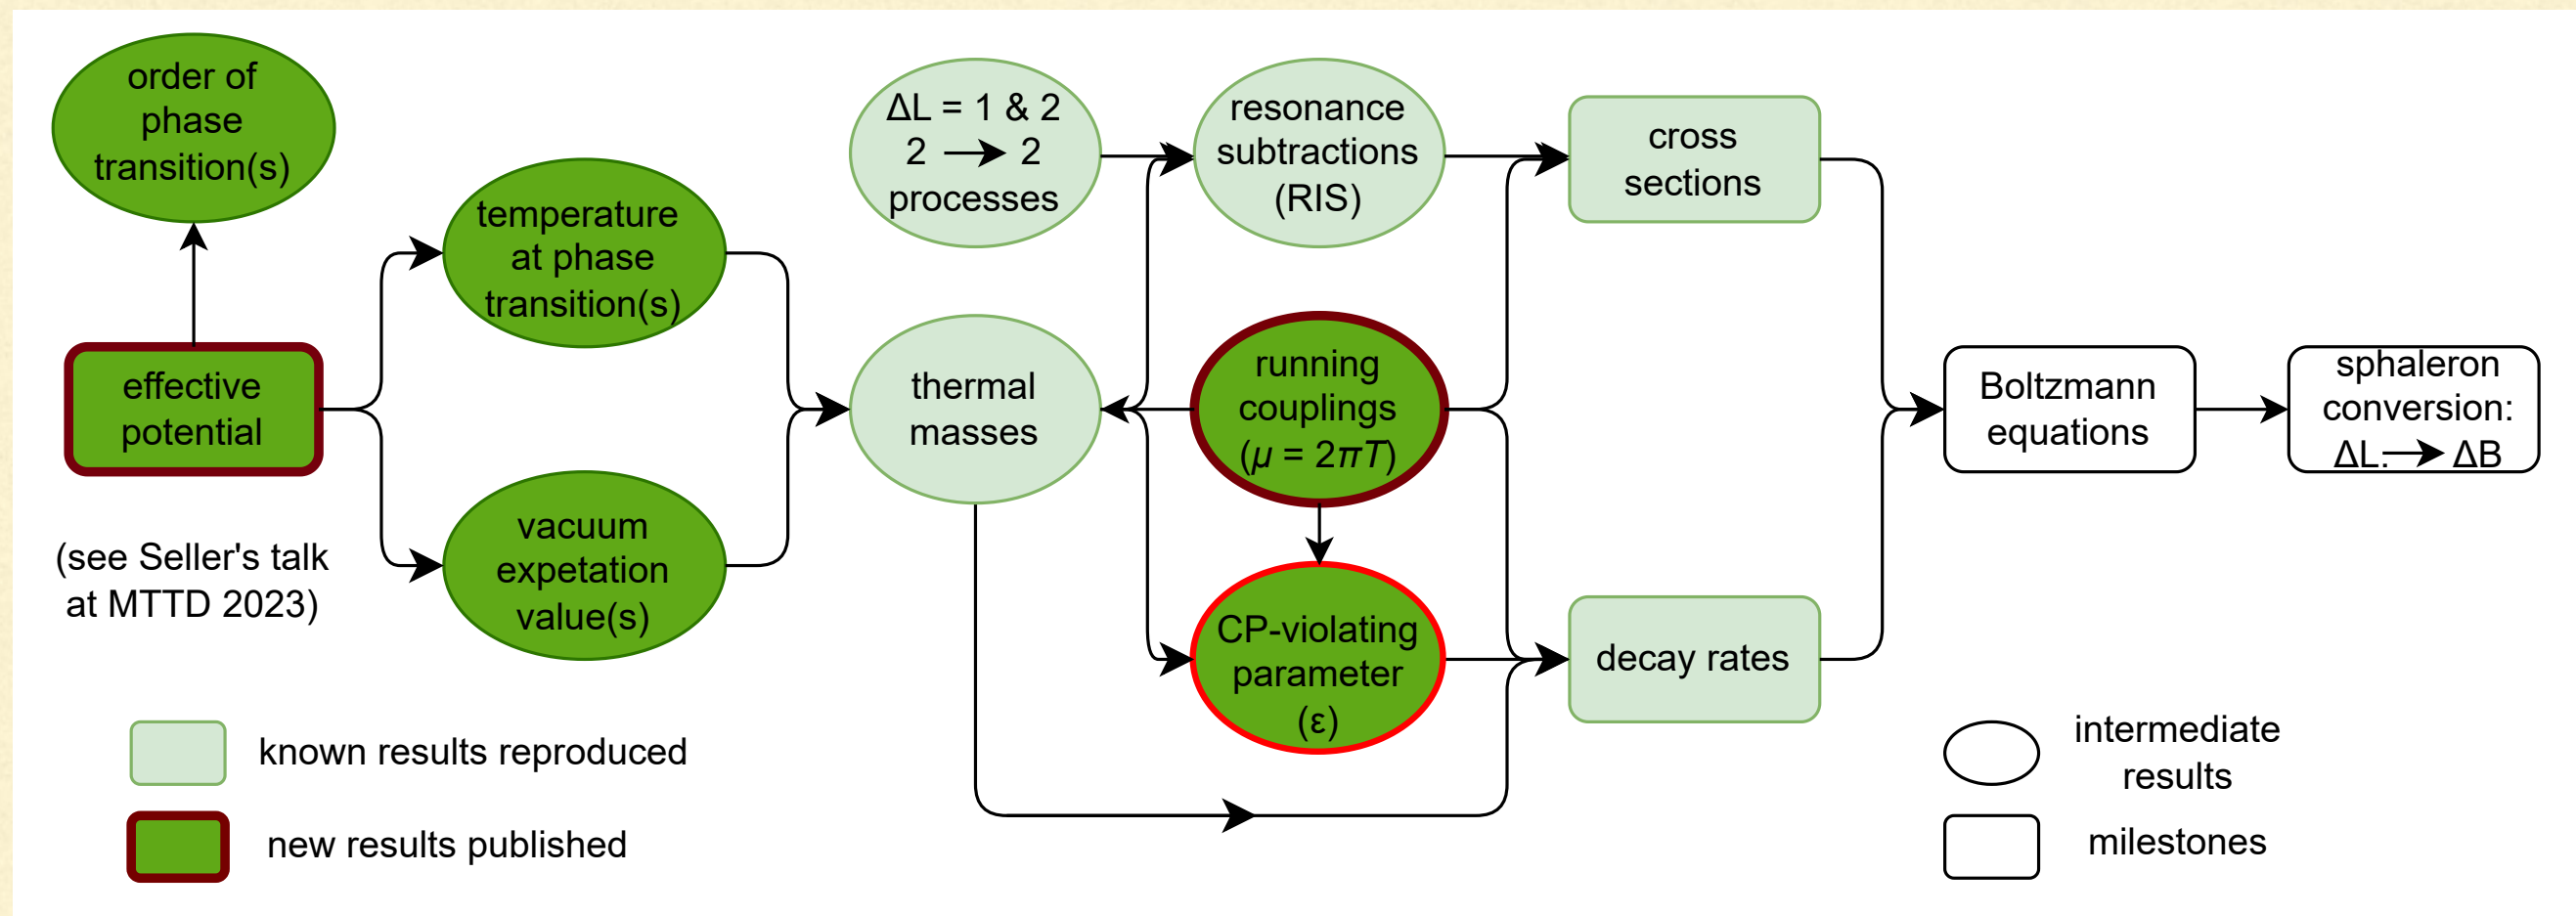 order of
phase
transition(s)
effective
potential
(see Seller's talk
at MTTD 2023)
temperature
at phase
transition(s)
vacuum
expetation
value(s)
ΔL = 1 & 2
2 → 2
processes
thermal
masses
resonance
subtractions
(RIS)
running
couplings
(μ = 2πT)
CP-violating
parameter
(ε)
cross
sections
decay rates
Boltzmann
equations
sphaleron
conversion:
ΔL → ΔB
known results reproduced
new results published
intermediate
results
milestones